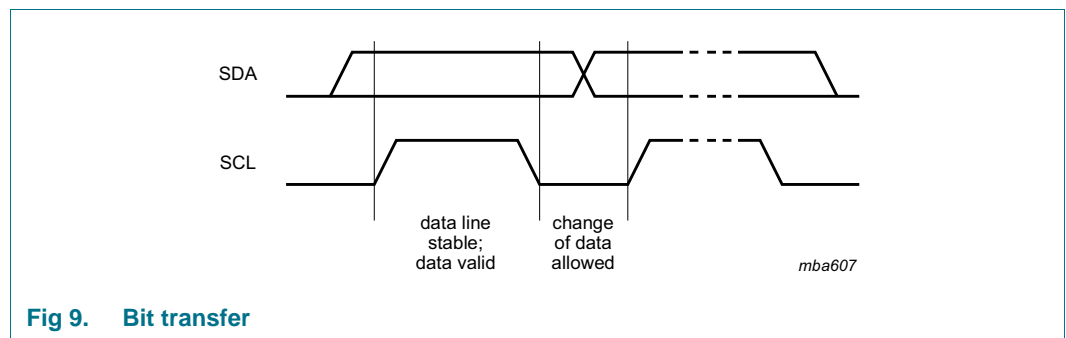 SDA
SCL
data line
stable;
data valid
change
of data
allowed
mba607
Fig 9. Bit transfer